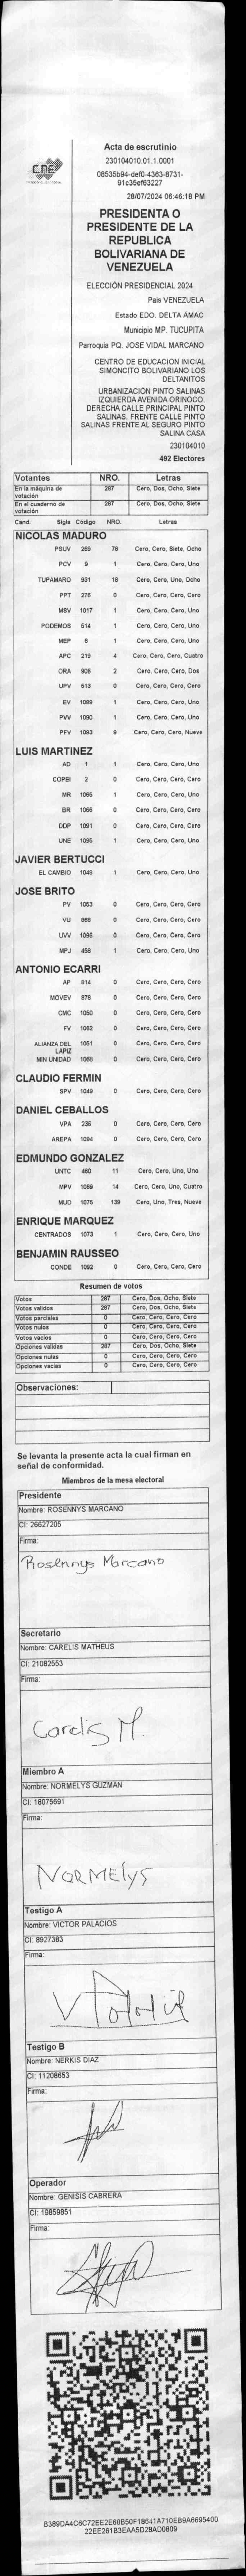 CNE
Acta de escrutinio
230104010.01.1.0001
08535b94-def0-4363-8731-
91c35ef63227
28/07/2024 06:46:18 PM
PRESIDENTA O
PRESIDENTE DE LA
REPUBLICA
BOLIVARIANA DE
VENEZUELA
ELECCIÓN PRESIDENCIAL 2024
Pais VENEZUELA
Estado EDO. DELTA AMAC
Municipio MP. TUCUPITA
Parroquia PQ. JOSE VIDAL MARCANO
CENTRO DE EDUCACION INICIAL
SIMONCITO BOLIVARIANO LOS
DELTANITOS
URBANIZACIÓN PINTO SALINAS
IZQUIERDA AVENIDA ORINOCO.
DERECHA CALLE PRINCIPAL PINTO
SALINAS. FRENTE CALLE PINTO
SALINAS FRENTE AL SEGURO PINTO
SALINA CASA
230104010
492 Electores
Votantes NRO. Letras
En la máquina de votación 287 Cero, Dos, Ocho, Siete
En el cuaderno de votación 287 Cero, Dos, Ocho, Siete
Cand. Sigla Código NRO. Letras
NICOLAS MADURO
PSUV 269 78 Cero, Cero, Siete, Ocho
PCV 9 1 Cero, Cero, Cero, Uno
TUPAMARO 931 18 Cero, Cero, Uno, Ocho
PPT 276 0 Cero, Cero, Cero, Cero
MSV 1017 1 Cero, Cero, Cero, Uno
PODEMOS 514 1 Cero, Cero, Cero, Uno
MEP 6 1 Cero, Cero, Cero, Uno
APC 219 4 Cero, Cero, Cero, Cuatro
ORA 906 2 Cero, Cero, Cero, Dos
UPV 513 0 Cero, Cero, Cero, Cero
EV 1089 1 Cero, Cero, Cero, Uno
PVV 1090 1 Cero, Cero, Cero, Uno
PFV 1093 9 Cero, Cero, Cero, Nueve
LUIS MARTINEZ
AD 1 1 Cero, Cero, Cero, Uno
COPEI 2 0 Cero, Cero, Cero, Cero
MR 1065 1 Cero, Cero, Cero, Uno
BR 1056 0 Cero, Cero, Cero, Cero
DDP 1091 0 Cero, Cero, Cero, Cero
UNE 1095 1 Cero, Cero, Cero, Uno
JAVIER BERTUCCI
EL CAMBIO 1048 1 Cero, Cero, Cero, Uno
JOSE BRITO
PV 1053 0 Cero, Cero, Cero, Cero
VU 868 0 Cero, Cero, Cero, Cero
UVV 1096 0 Cero, Cero, Cero, Cero
MPJ 458 1 Cero, Cero, Cero, Uno
ANTONIO ECARRI
AP 814 0 Cero, Cero, Cero, Cero
MOVEV 879 0 Cero, Cero, Cero, Cero
CMC 1050 0 Cero, Cero, Cero, Cero
FV 1062 0 Cero, Cero, Cero, Cero
ALIANZA DEL LAPIZ 1051 0 Cero, Cero, Cero, Cero
MIN UNIDAD 1068 0 Cero, Cero, Cero, Cero
CLAUDIO FERMIN
SPV 1049 0 Cero, Cero, Cero, Cero
DANIEL CEBALLOS
VPA 236 0 Cero, Cero, Cero, Cero
AREPA 1094 0 Cero, Cero, Cero, Cero
EDMUNDO GONZALEZ
UNTC 460 11 Cero, Cero, Uno, Uno
MPV 1059 14 Cero, Cero, Uno, Cuatro
MUD 1075 139 Cero, Uno, Tres, Nueve
ENRIQUE MARQUEZ
CENTRADOS 1073 1 Cero, Cero, Cero, Uno
BENJAMIN RAUSSEO
CONDE 1092 0 Cero, Cero, Cero, Cero
Resumen de votos
Votos 287 Cero, Dos, Ocho, Siete
Votos validos 287 Cero, Dos, Ocho, Siete
Votos parciales 0 Cero, Cero, Cero, Cero
Votos nulos 0 Cero, Cero, Cero, Cero
Votos vacios 0 Cero, Cero, Cero, Cero
Opciones validas 287 Cero, Dos, Ocho, Siete
Opciones nulas 0 Cero, Cero, Cero, Cero
Opciones vacias 0 Cero, Cero, Cero, Cero
Observaciones:
Se levanta la presente acta la cual firman en
señal de conformidad.
Miembros de la mesa electoral
Presidente
Nombre: ROSENNYS MARCANO
CI: 26627205
Firma:
Rosennys Marcano
Secretario
Nombre: CARELIS MATHEUS
CI: 21082553
Firma:
Carelis M.
Miembro A
Nombre: NORMELYS GUZMAN
CI: 18075691
Firma:
NORMElys
Testigo A
Nombre: VICTOR PALACIOS
CI: 8927383
Firma:
Testigo B
Nombre: NERKIS DIAZ
CI: 11208653
Firma:
Operador
Nombre: GENISIS CABRERA
CI: 19859851
Firma:
B389DA4C6C72EE2E60B50F18641A710EB9A6695400
22EE261B3EAA5D28AD0809